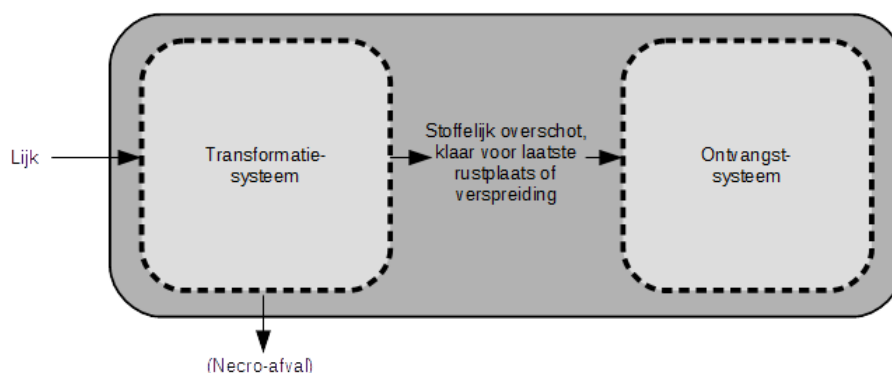 Lijk
Transformatie-
systeem
Stoffelijk overschot,
klaar voor laatste
rustplaats of
verspreiding
Ontvangst-
systeem
(Necro-afval)